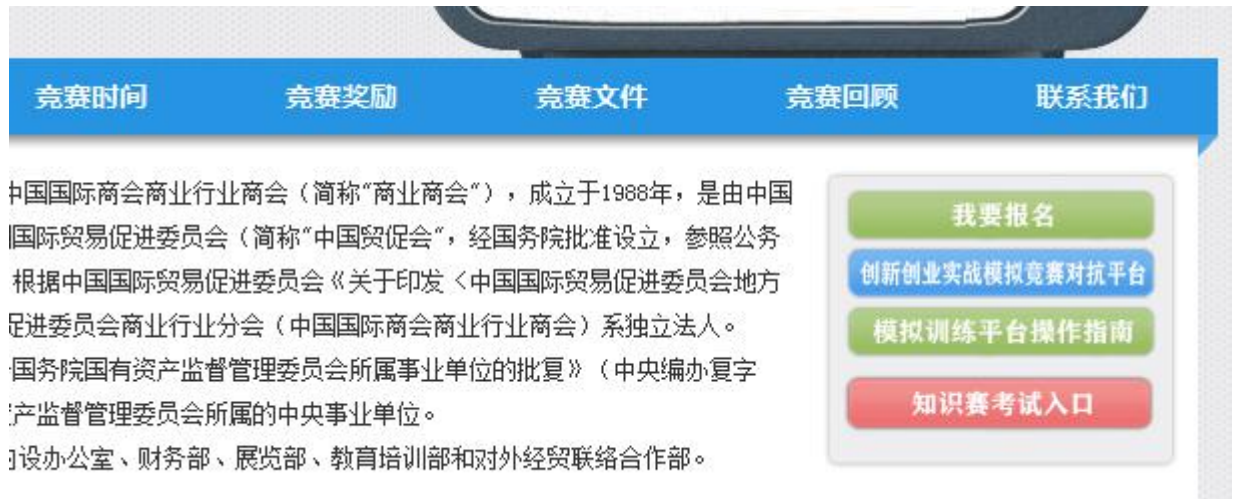 竞赛时间 竞赛奖励 竞赛文件 竞赛回顾 联系我们
中国国际商会商业行业商会（简称“商业商会”），成立于1988年，是由中国
国国际贸易促进委员会（简称“中国贸促会“，经国务院批准设立，参照公务
根据中国国际贸易促进委员会《关于印发〈中国国际贸易促进委员会地方
促进委员会商业行业分会（中国国际商会商业行业商会）系独立法人。
国务院国有资产监督管理委员会所属事业单位的批复》（中央编办复字
产监督管理委员会所属的中央事业单位。
内设办公室、财务部、展览部、教育培训部和对外经贸联络合作部。
我要报名
创新创业实战模拟竞赛对抗平台
模拟训练平台操作指南
知识赛考试入口